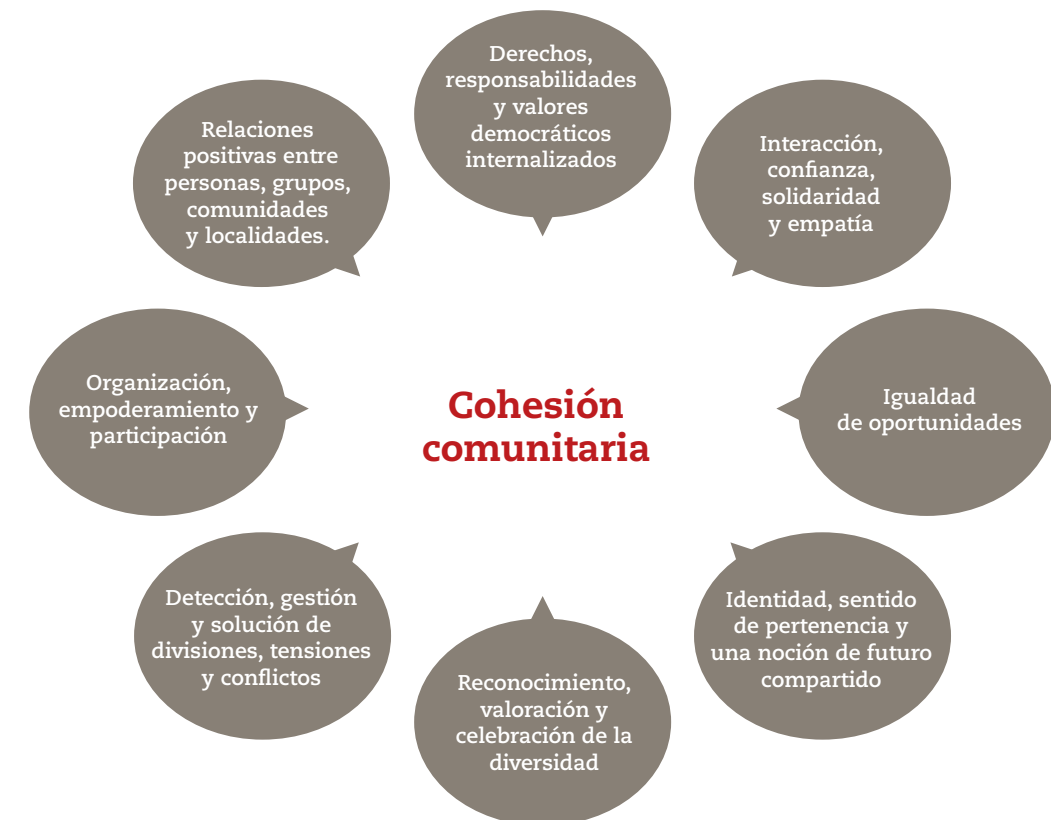 Derechos,
responsabilidades
y valores
democráticos
internalizados
Interacción,
confianza,
solidaridad
y empatía
Igualdad
de oportunidades
Identidad, sentido
de pertenencia y
una noción de futuro
compartido
Reconocimiento,
valoración y
celebración de la
diversidad
Detección, gestión
y solución de
divisiones, tensiones
y conflictos
Organización,
empoderamiento y
participación
Relaciones
positivas entre
personas, grupos,
comunidades
y localidades.
Cohesión
comunitaria